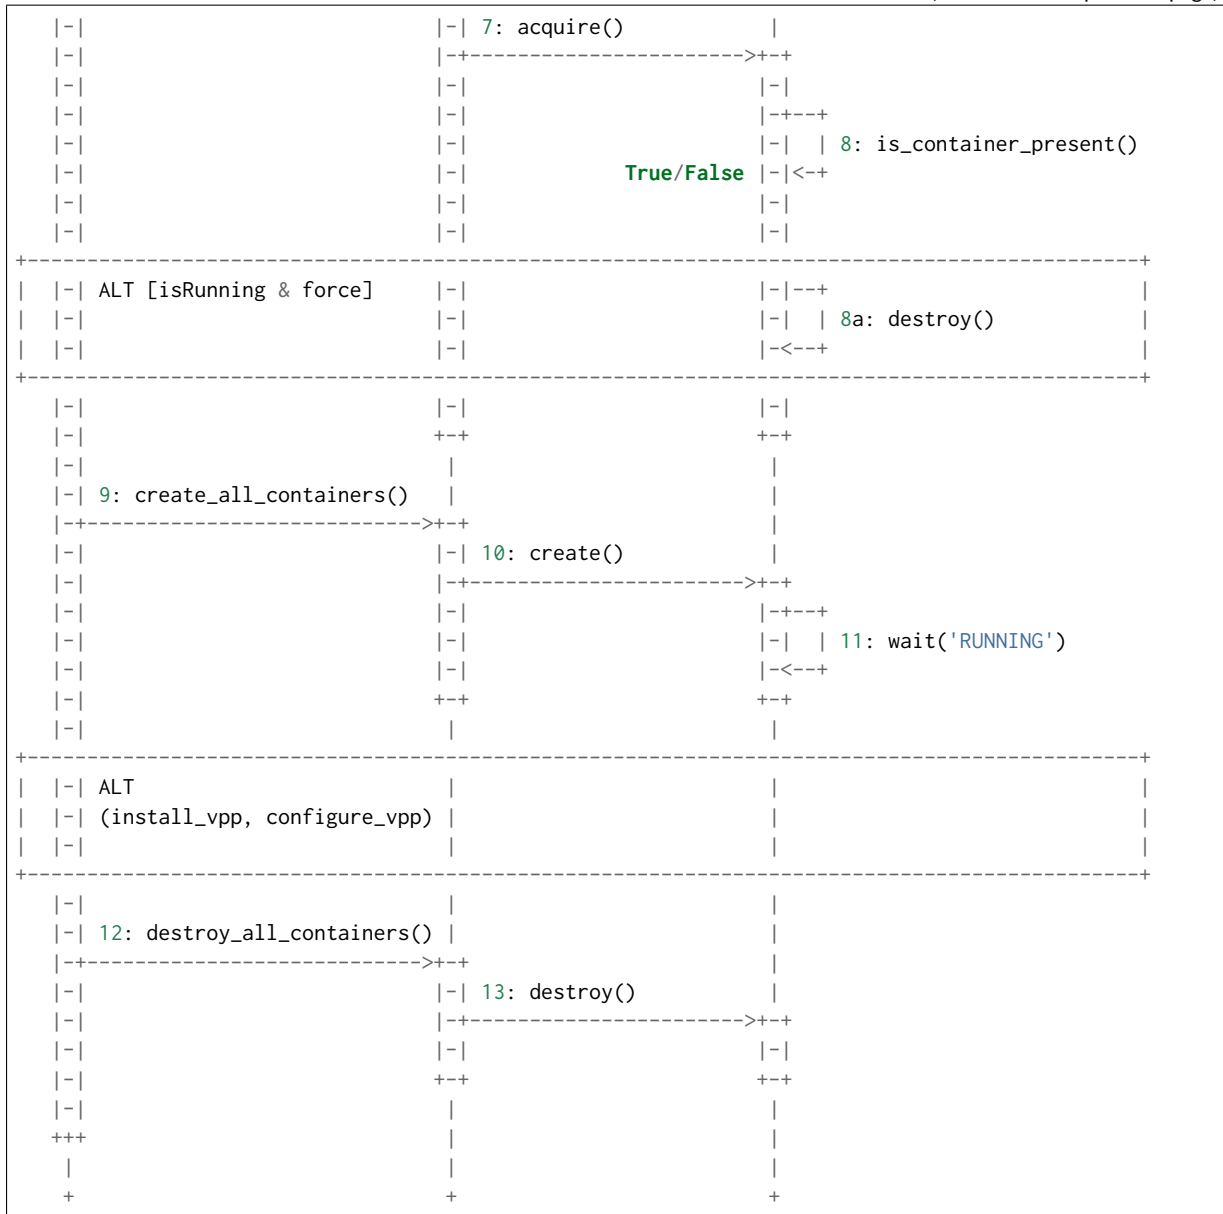 7: acquire()
8: is_container_present()
True/False
ALT [isRunning & force]
8a: destroy()
9: create_all_containers()
10: create()
11: wait('RUNNING')
ALT
(install_vpp, configure_vpp)
12: destroy_all_containers()
13: destroy()